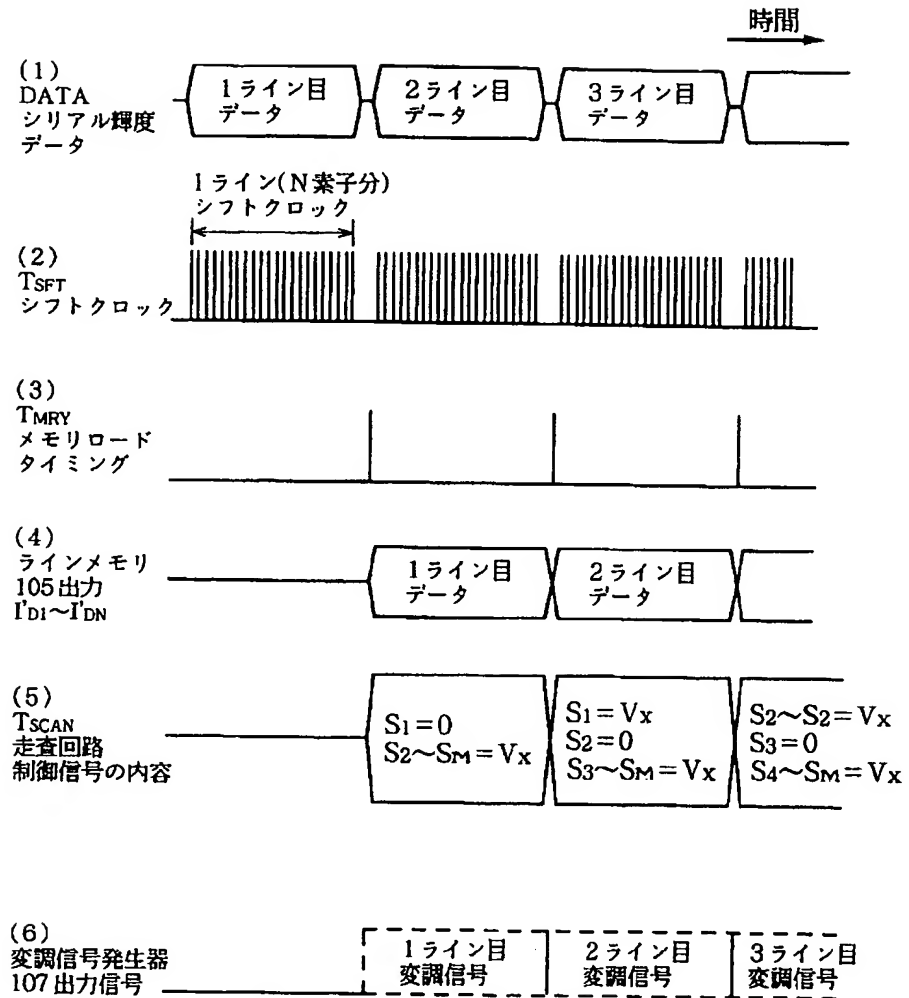 時間
(1)
DATA
シリアル輝度
データ
1ライン目
データ
2ライン目
データ
3ライン目
データ
1ライン(N素子分)
シフトクロック
(2)
TSFT
シフトクロック
(3)
TMRY
メモリロード
タイミング
(4)
ラインメモリ
105出力
I'D1～I'DN
1ライン目
データ
2ライン目
データ
(5)
TSCAN
走査回路
制御信号の内容
S1=0
S2～SM=VX
S1=VX
S2=0
S3～SM=VX
S2～S2=VX
S3=0
S4～SM=VX
(6)
変調信号発生器
107出力信号
1ライン目
変調信号
2ライン目
変調信号
3ライン目
変調信号